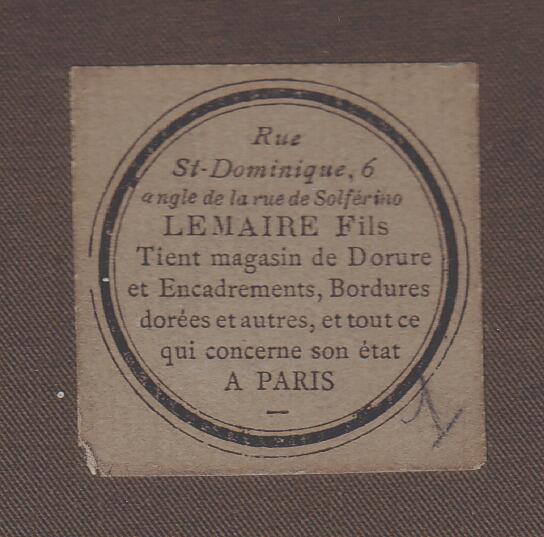 Rue
St-Dominique, 6
angle de la rue de Solférino
LEMAIRE Fils
Tient magasin de Dorure
et Encadrements, Bordures
dorées et autres, et tout ce
qui concerne son état
A PARIS